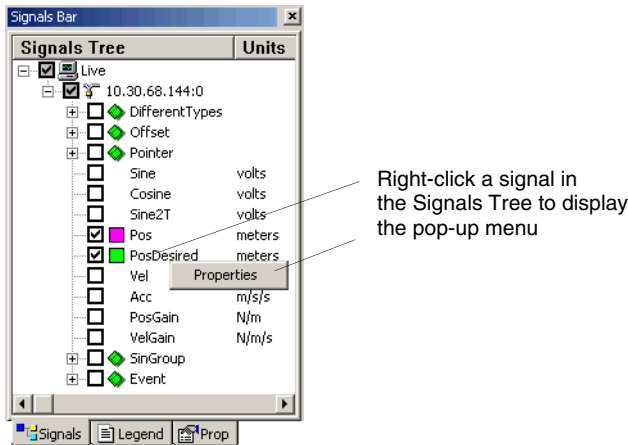 Signals Bar
Signals Tree Units
Live
10.30.68.144:0
DifferentTypes
Offset
Pointer
Sine volts
Cosine volts
Sine2T volts
Pos meters
PosDesired meters
Vel
Properties
Acc m/s/s
PosGain N/m
VelGain N/m/s
SinGroup
Event
Signals Legend Prop
Right-click a signal in
the Signals Tree to display
the pop-up menu